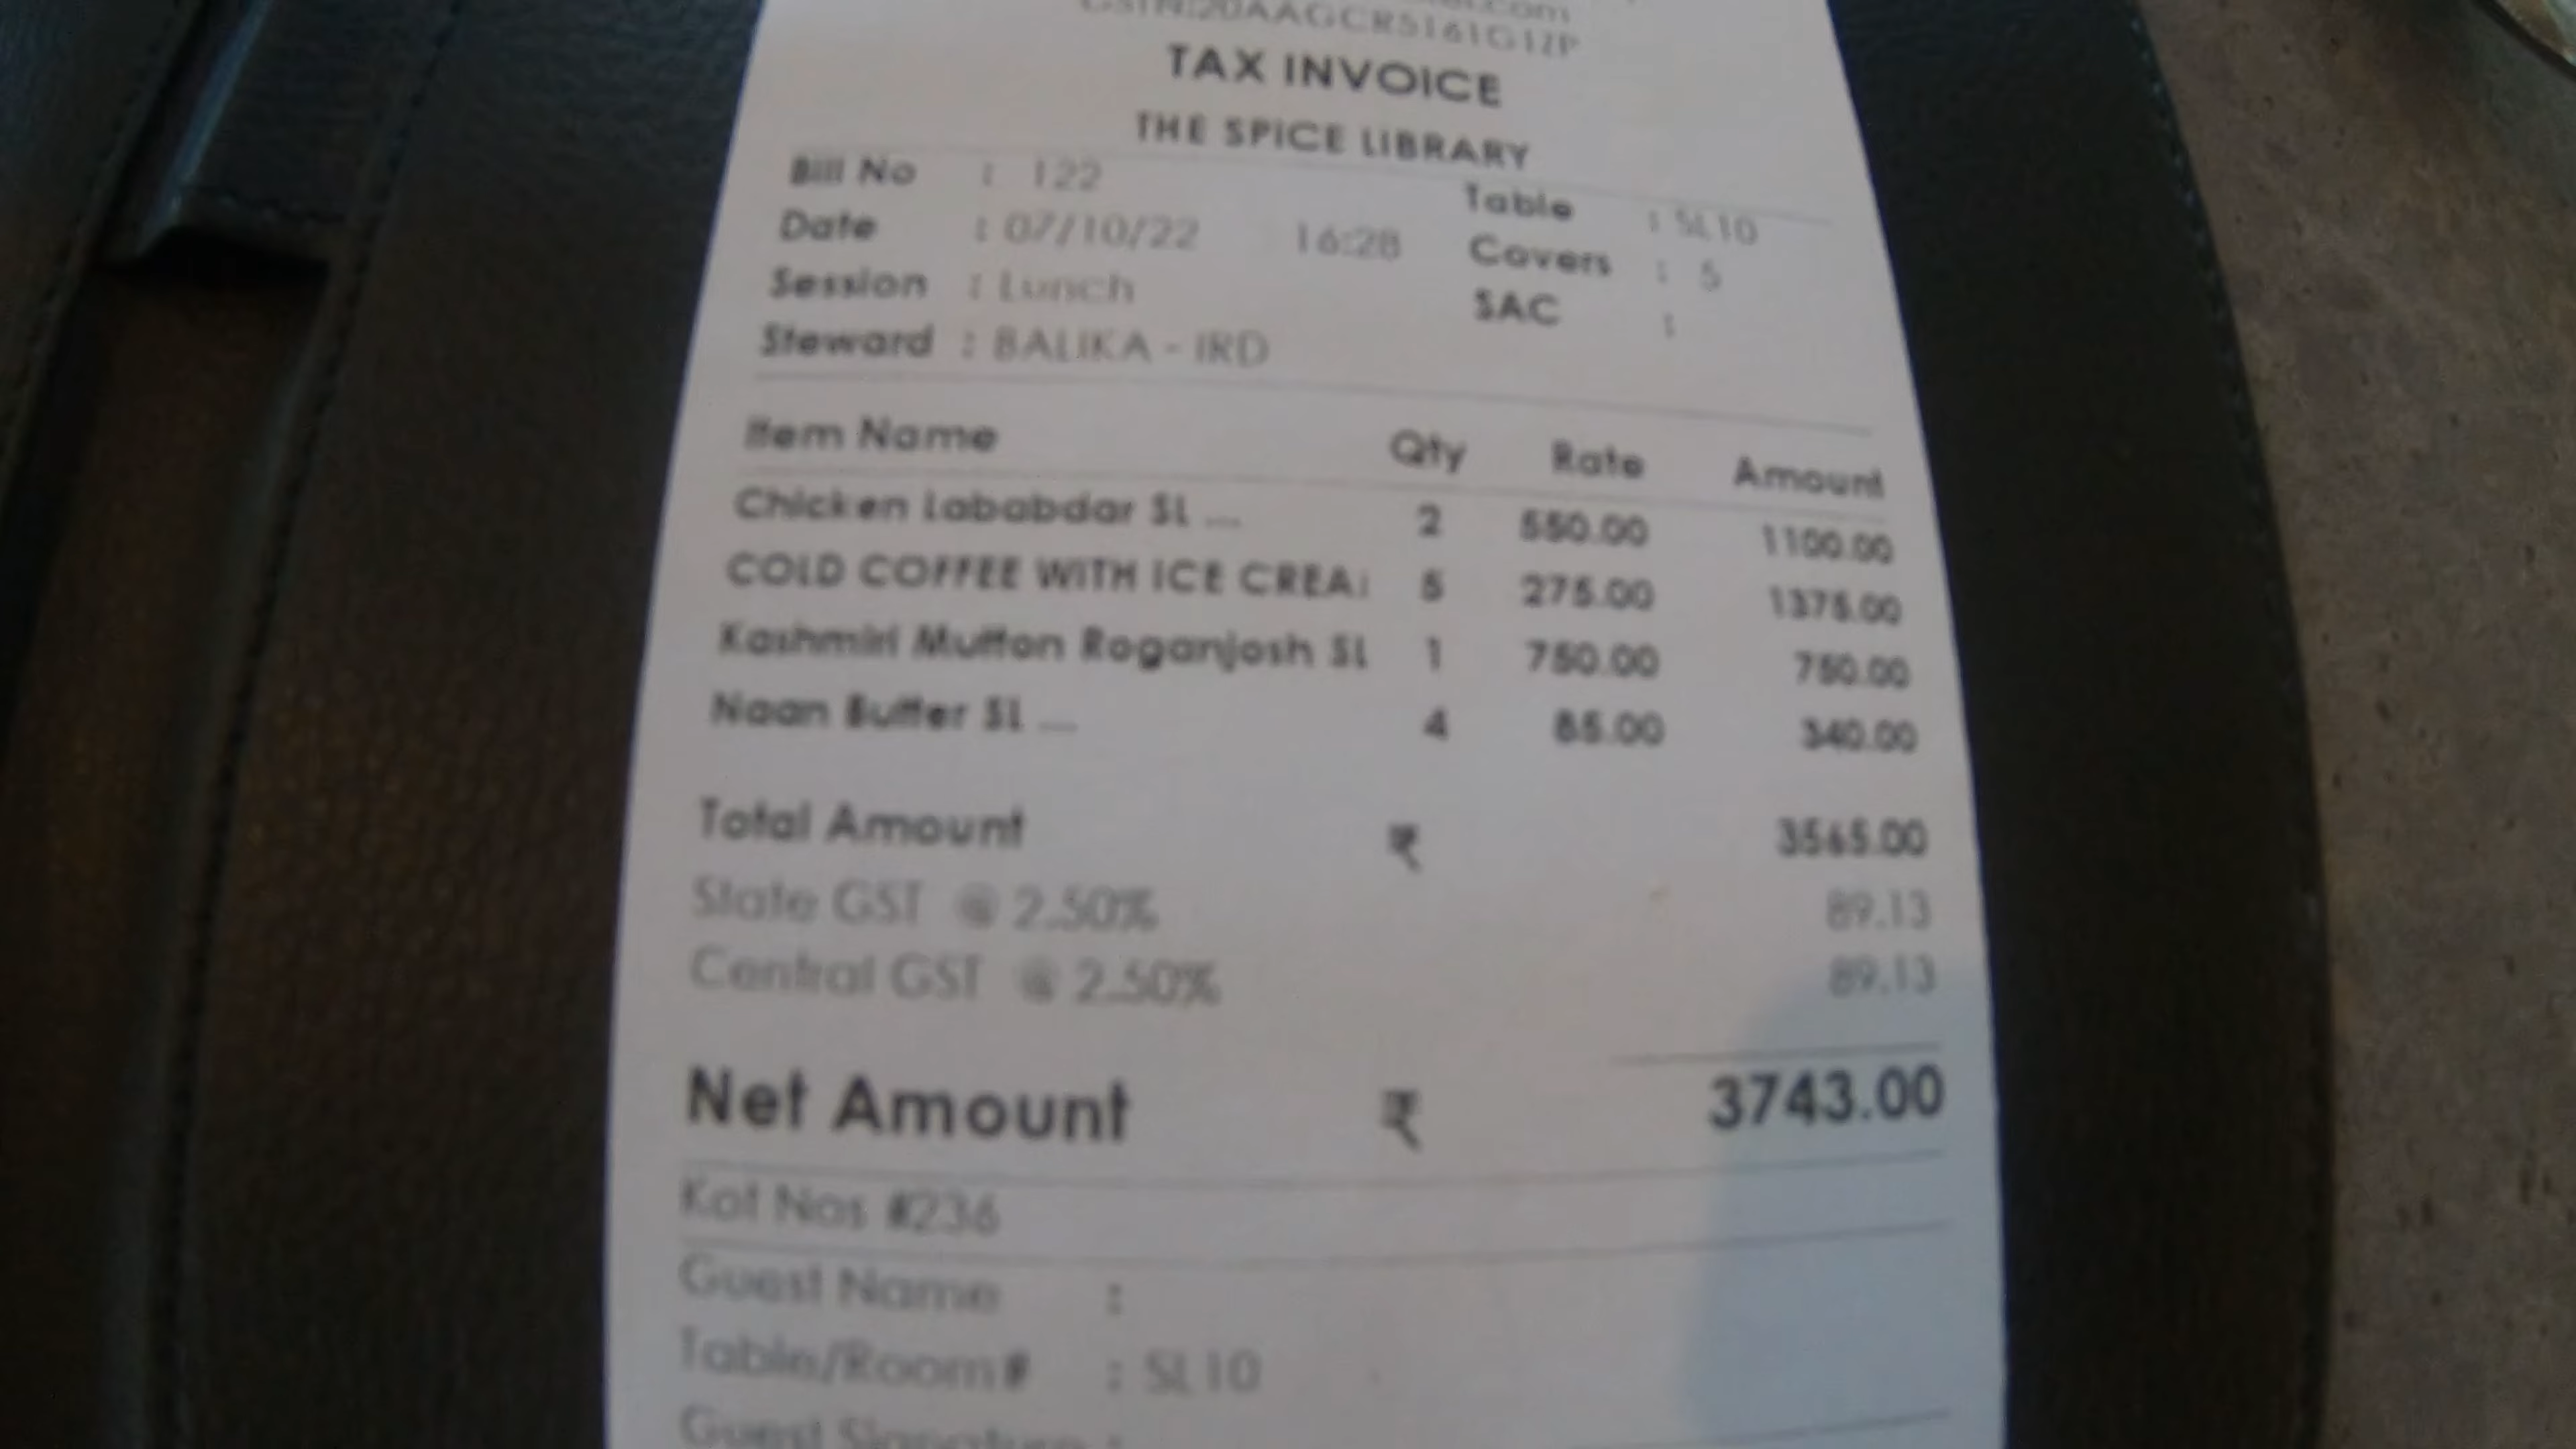 GSTIN:20AAGCR5161G1ZP
TAX INVOICE
THE SPICE LIBRARY
Bill No : 122 Table : SL10
Date : 07/10/22 16:28 Covers : 5
Session : Lunch SAC :
Steward : BALIKA - IRD
Item Name Qty Rate Amount
Chicken Lababdar SL ... 2 550.00 1100.00
COLD COFFEE WITH ICE CREA 5 275.00 1375.00
Kashmiri Mutton Roganjosh SL 1 750.00 750.00
Naan Butter SL ... 4 85.00 340.00
Total Amount ₹ 3565.00
State GST @ 2.50% 89.13
Central GST @ 2.50% 89.13
Net Amount ₹ 3743.00
Kot Nos #236
Guest Name :
Table/Room# : SL10
Guest Signature :